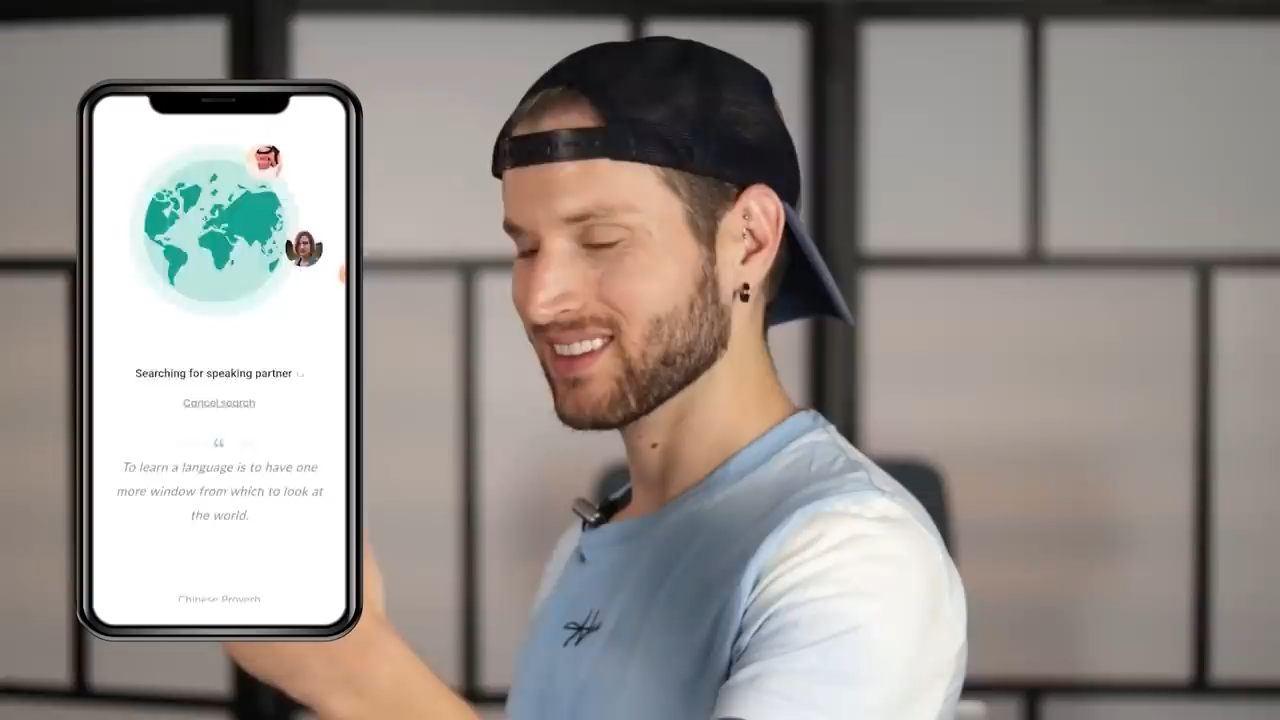 Searching for speaking partner
Cancel search
“
To learn a language is to have one
more window from which to look at
the world.
Chinese Proverb